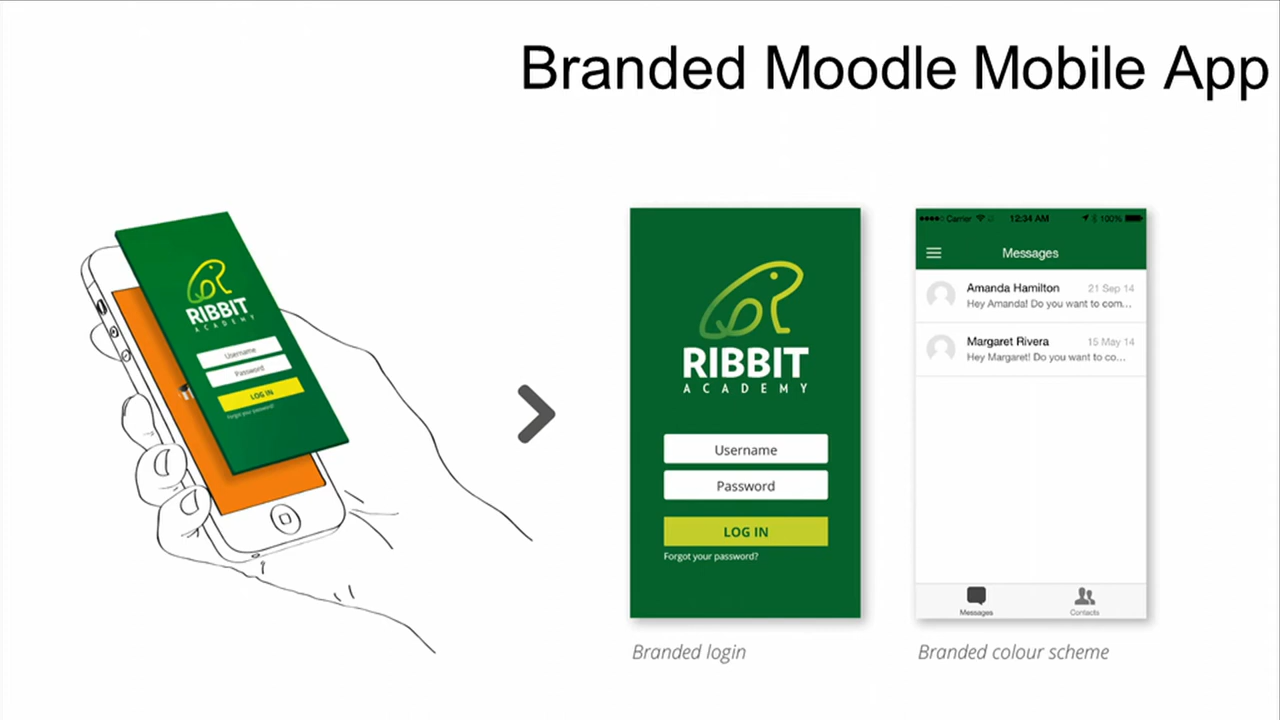 Branded Moodle Mobile App
RIBBIT
ACADEMY
Username
Password
LOG IN
Forgot your password?
RIBBIT
ACADEMY
Username
Password
LOG IN
Forgot your password?
Branded login
Carrier 12:34 AM 100%
Messages
Amanda Hamilton 21 Sep 14
Hey Amanda! Do you want to com...
Margaret Rivera 15 May 14
Hey Margaret! Do you want to co...
Messages Contacts
Branded colour scheme